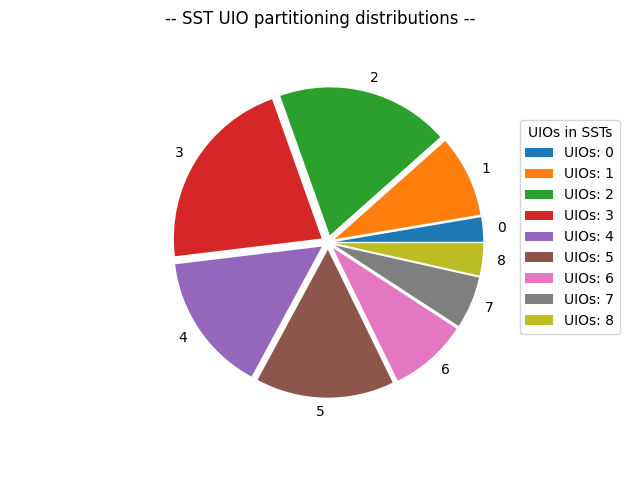 -- SST UIO partitioning distributions --
2
1
3
0
8
7
4
6
5
UIOs in SSTs
UIOs: 0
UIOs: 1
UIOs: 2
UIOs: 3
UIOs: 4
UIOs: 5
UIOs: 6
UIOs: 7
UIOs: 8